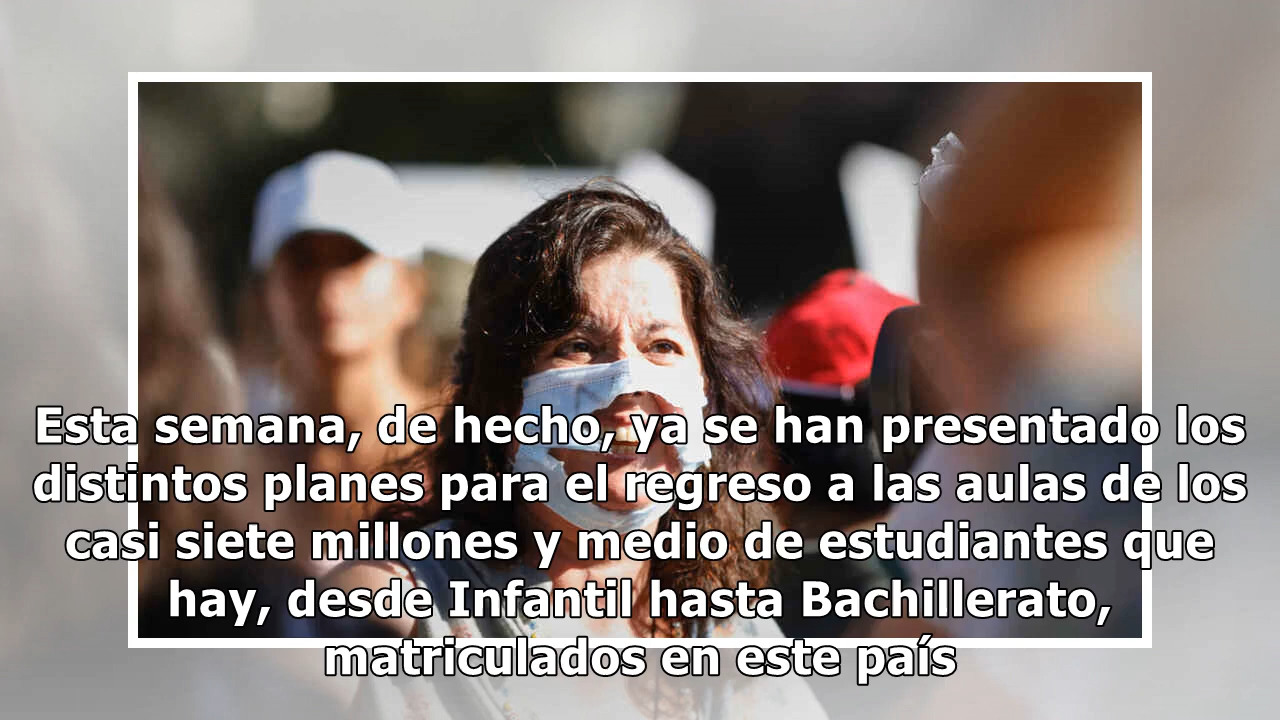 Esta semana, de hecho, ya se han presentado los
distintos planes para el regreso a las aulas de los
casi siete millones y medio de estudiantes que
hay, desde Infantil hasta Bachillerato,
matriculados en este país